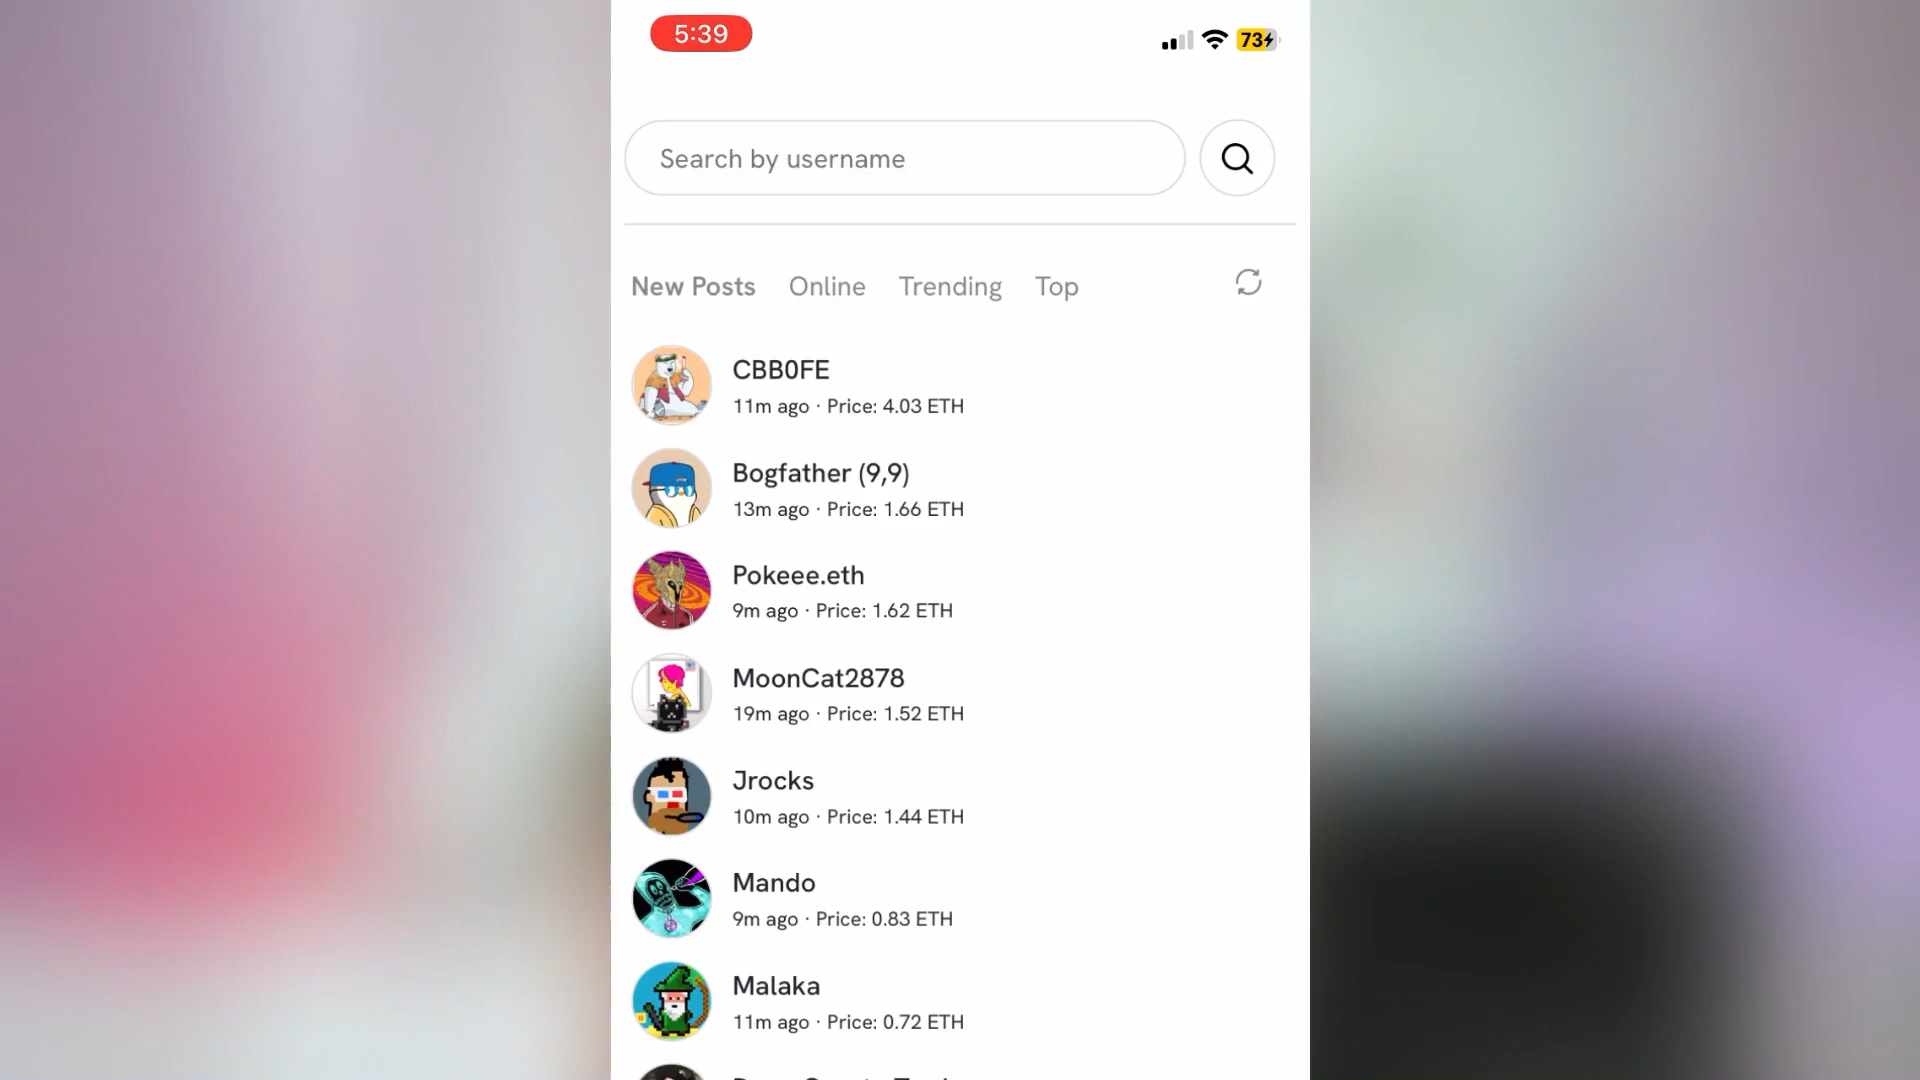 5:39
73
Search by username
New Posts Online Trending Top
CBB0FE
11m ago · Price: 4.03 ETH
Bogfather (9,9)
13m ago · Price: 1.66 ETH
Pokeee.eth
9m ago · Price: 1.62 ETH
MoonCat2878
19m ago · Price: 1.52 ETH
Jrocks
10m ago · Price: 1.44 ETH
Mando
9m ago · Price: 0.83 ETH
Malaka
11m ago · Price: 0.72 ETH